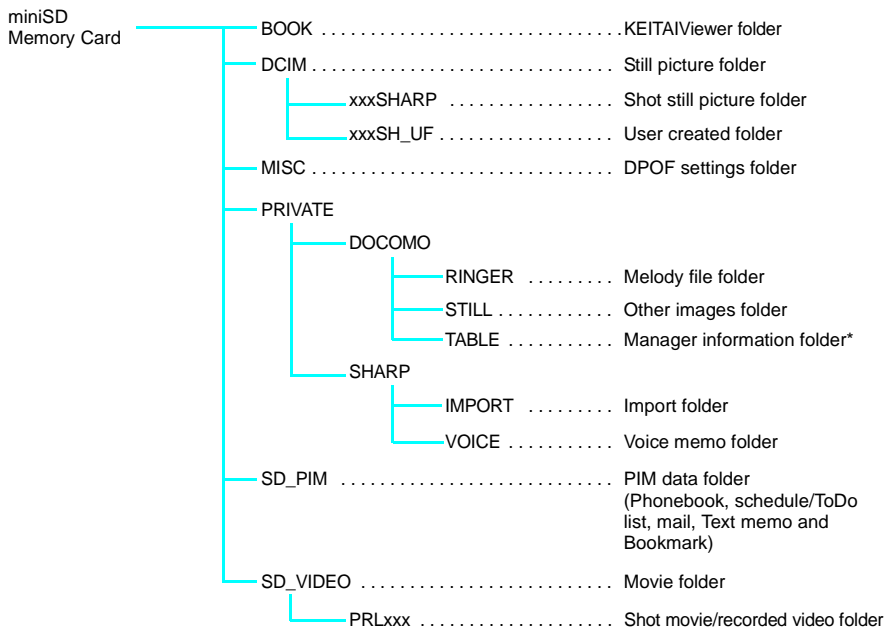 miniSD
Memory Card
BOOK . . . . . . . . . . . . . . . . . . . . . . . . . . . . . . . KEITAIViewer folder
DCIM . . . . . . . . . . . . . . . . . . . . . . . . . . . . . . . Still picture folder
xxxSHARP . . . . . . . . . . . . . . . . . Shot still picture folder
xxxSH_UF . . . . . . . . . . . . . . . . . . User created folder
MISC . . . . . . . . . . . . . . . . . . . . . . . . . . . . . . . DPOF settings folder
PRIVATE
DOCOMO
RINGER . . . . . . . . . Melody file folder
STILL . . . . . . . . . . . . Other images folder
TABLE . . . . . . . . . . . Manager information folder*
SHARP
IMPORT . . . . . . . . . Import folder
VOICE . . . . . . . . . . . Voice memo folder
SD_PIM . . . . . . . . . . . . . . . . . . . . . . . . . . . . PIM data folder
(Phonebook, schedule/ToDo
list, mail, Text memo and
Bookmark)
SD_VIDEO . . . . . . . . . . . . . . . . . . . . . . . . . . Movie folder
PRLxxx . . . . . . . . . . . . . . . . . . . . Shot movie/recorded video folder